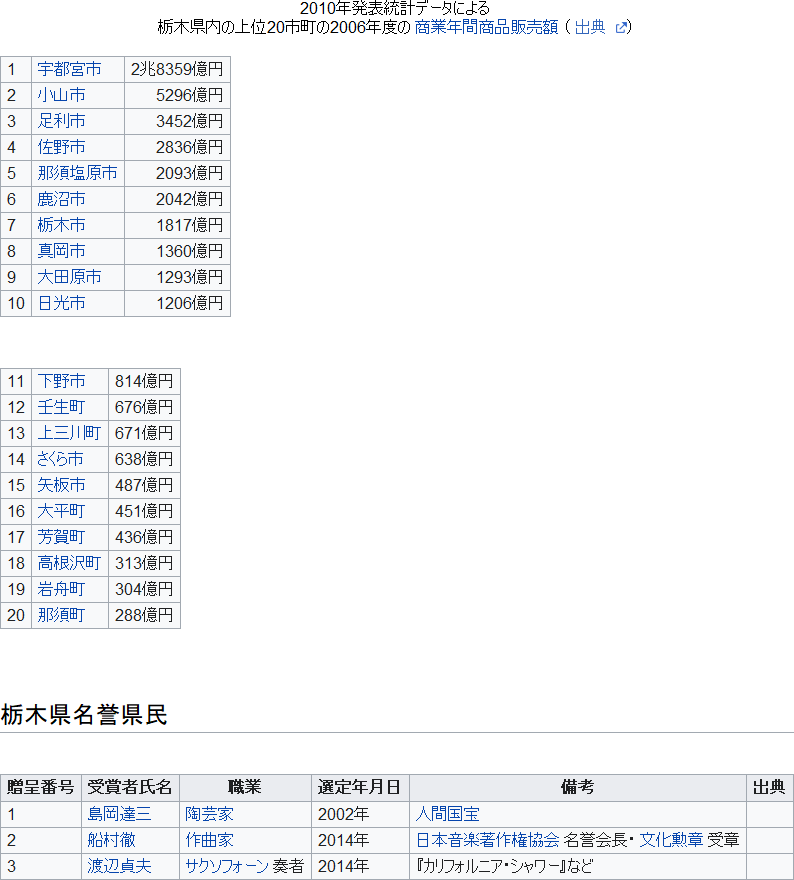 2010年発表統計データによる
栃木県内の上位20市町の2006年度の 商業年間商品販売額（ 出典 ）
1 宇都宮市 2兆8359億円
2 小山市 5296億円
3 足利市 3452億円
4 佐野市 2836億円
5 那須塩原市 2093億円
6 鹿沼市 2042億円
7 栃木市 1817億円
8 真岡市 1360億円
9 大田原市 1293億円
10 日光市 1206億円
11 下野市 814億円
12 壬生町 676億円
13 上三川町 671億円
14 さくら市 638億円
15 矢板市 487億円
16 大平町 451億円
17 芳賀町 436億円
18 高根沢町 313億円
19 岩舟町 304億円
20 那須町 288億円
栃木県名誉県民
贈呈番号 受賞者氏名 職業 選定年月日 備考 出典
1 島岡達三 陶芸家 2002年 人間国宝
2 船村徹 作曲家 2014年 日本音楽著作権協会 名誉会長・ 文化勲章 受章
3 渡辺貞夫 サクソフォーン 奏者 2014年 『カリフォルニア・シャワー』など